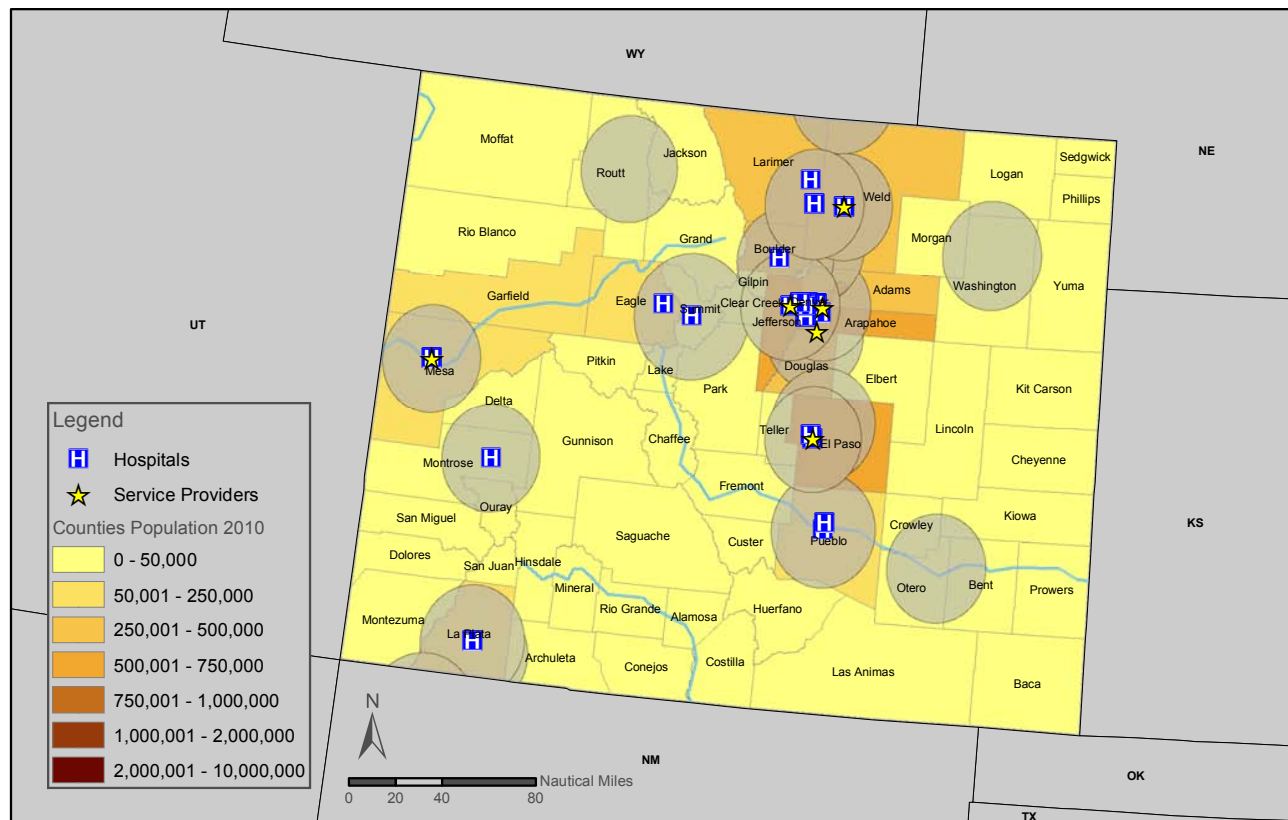 WY
NE
UT
KS
NM
OK
TX
Moffat
Routt
Jackson
Larimer
Weld
Logan
Sedgwick
Phillips
Rio Blanco
Grand
Boulder
Morgan
Washington
Yuma
Gilpin
Garfield
Eagle
Summit
Clear Creek
Denver
Adams
Jefferson
Arapahoe
Mesa
Pitkin
Lake
Park
Douglas
Elbert
Kit Carson
Delta
Gunnison
Chaffee
Teller
El Paso
Lincoln
Cheyenne
Montrose
Ouray
Fremont
Crowley
Kiowa
San Miguel
Saguache
Custer
Pueblo
Dolores
San Juan
Hinsdale
Otero
Bent
Prowers
Mineral
Rio Grande
Alamosa
Huerfano
Montezuma
La Plata
Archuleta
Conejos
Costilla
Las Animas
Baca
Legend
H Hospitals
Service Providers
Counties Population 2010
0 - 50,000
50,001 - 250,000
250,001 - 500,000
500,001 - 750,000
750,001 - 1,000,000
1,000,001 - 2,000,000
2,000,001 - 10,000,000
N
Nautical Miles
0 20 40 80